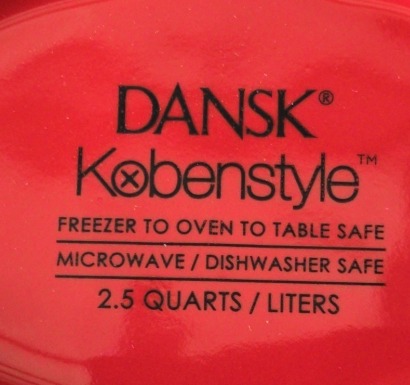 DANSK®
Kobenstyle™
FREEZER TO OVEN TO TABLE SAFE
MICROWAVE / DISHWASHER SAFE
2.5 QUARTS / LITERS